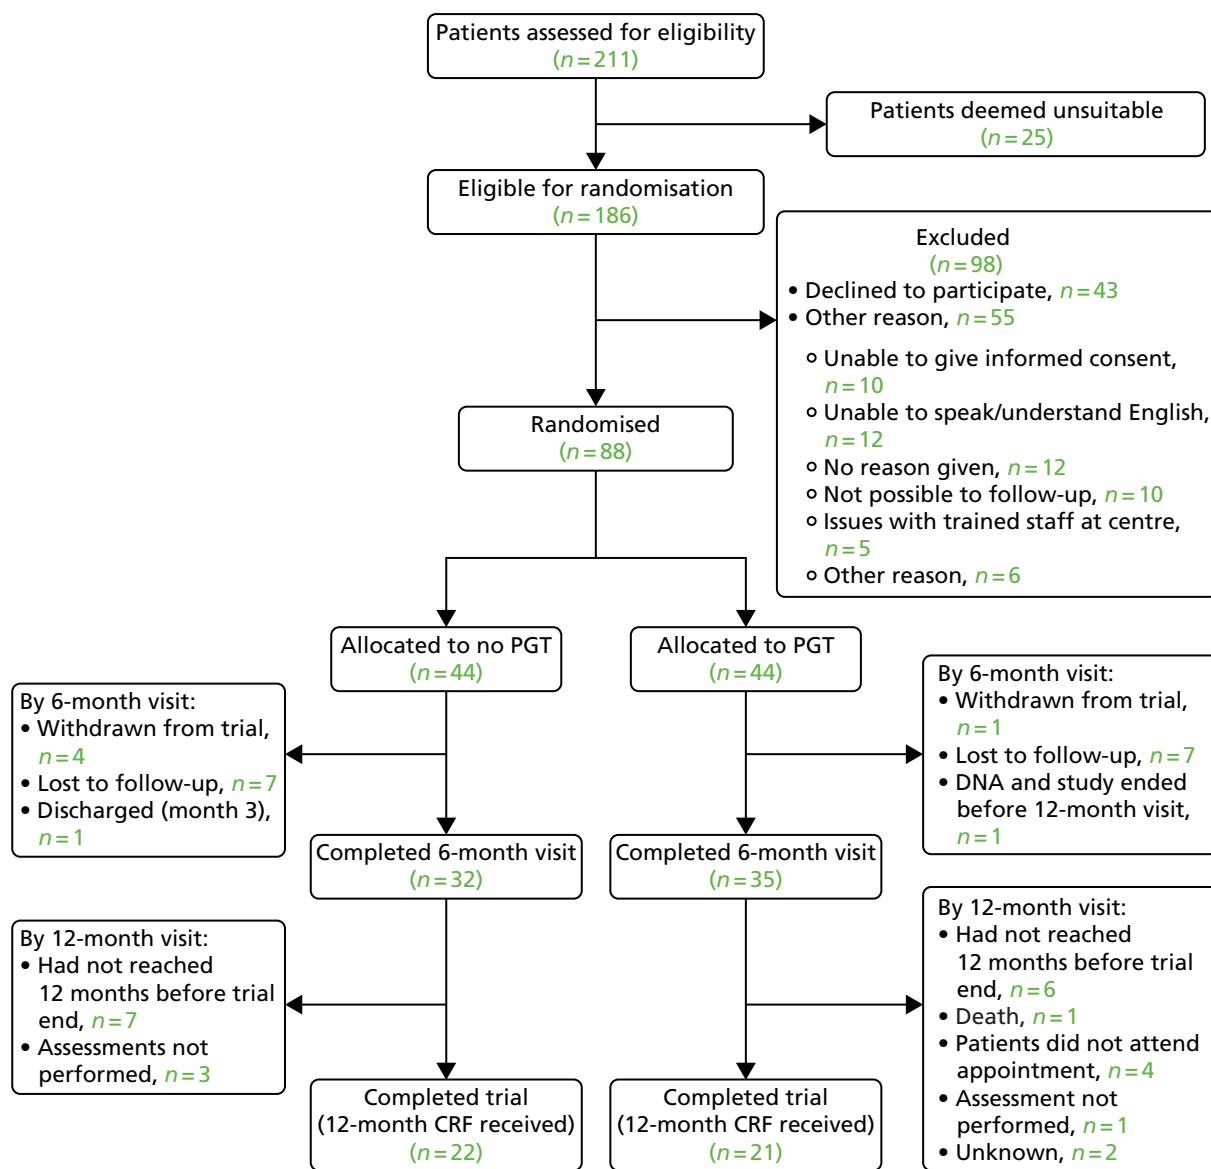 Patients assessed for eligibility
(n=211)
Patients deemed unsuitable
(n=25)
Eligible for randomisation
(n=186)
Excluded
(n=98)
• Declined to participate, n=43
• Other reason, n=55
Unable to give informed consent,
n=10
Unable to speak/understand English,
n=12
No reason given, n=12
Not possible to follow-up, n=10
Issues with trained staff at centre,
n=5
Other reason, n=6
Randomised
(n=88)
Allocated to no PGT
(n=44)
Allocated to PGT
(n=44)
By 6-month visit:
• Withdrawn from trial,
n=4
• Lost to follow-up, n=7
• Discharged (month 3),
n=1
By 6-month visit:
• Withdrawn from trial,
n=1
• Lost to follow-up, n=7
• DNA and study ended
before 12-month visit,
n=1
Completed 6-month visit
(n=32)
Completed 6-month visit
(n=35)
By 12-month visit:
• Had not reached
12 months before trial
end, n=7
• Assessments not
performed, n=3
By 12-month visit:
• Had not reached
12 months before trial
end, n=6
• Death, n=1
• Patients did not attend
appointment, n=4
• Assessment not
performed, n=1
• Unknown, n=2
Completed trial
(12-month CRF received)
(n=22)
Completed trial
(12-month CRF received)
(n=21)